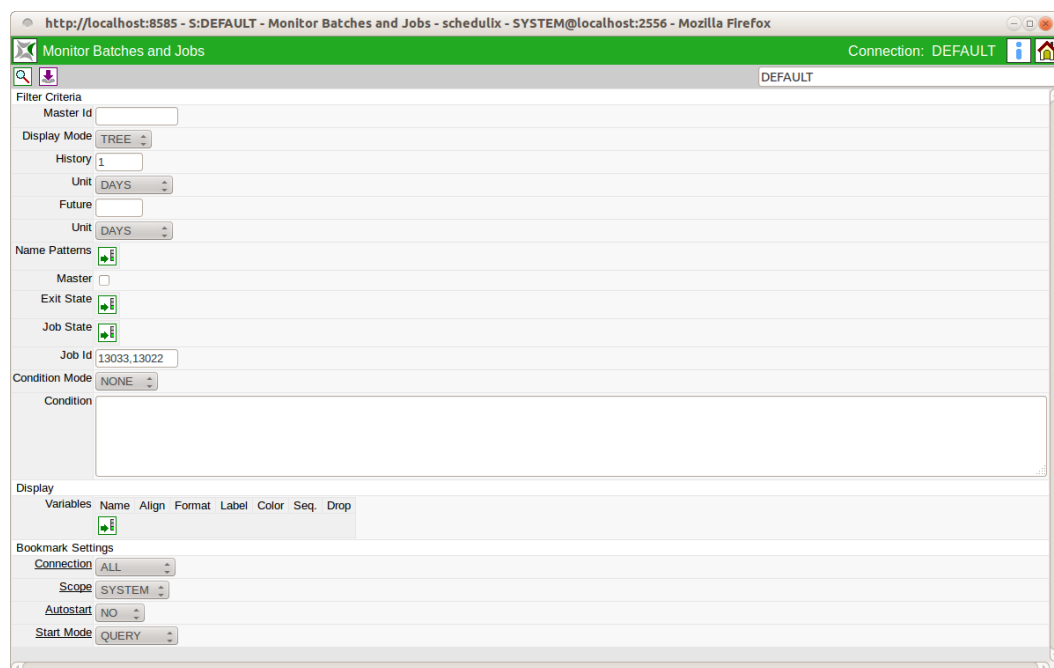 http://localhost:8585 - S:DEFAULT - Monitor Batches and Jobs - schedulix - SYSTEM@localhost:2556 - Mozilla Firefox
Monitor Batches and Jobs Connection: DEFAULT
DEFAULT
Filter Criteria
Master Id
Display Mode TREE
History 1
Unit DAYS
Future
Unit DAYS
Name Patterns
Master
Exit State
Job State
Job Id 13033,13022
Condition Mode NONE
Condition
Display
Variables Name Align Format Label Color Seq. Drop
Bookmark Settings
Connection ALL
Scope SYSTEM
Autostart NO
Start Mode QUERY